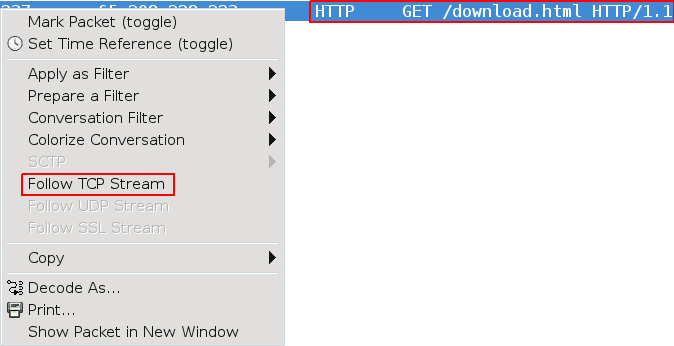 HTTP GET /download.html HTTP/1.1
Mark Packet (toggle)
Set Time Reference (toggle)
Apply as Filter
Prepare a Filter
Conversation Filter
Colorize Conversation
SCTP
Follow TCP Stream
Follow UDP Stream
Follow SSL Stream
Copy
Decode As...
Print...
Show Packet in New Window